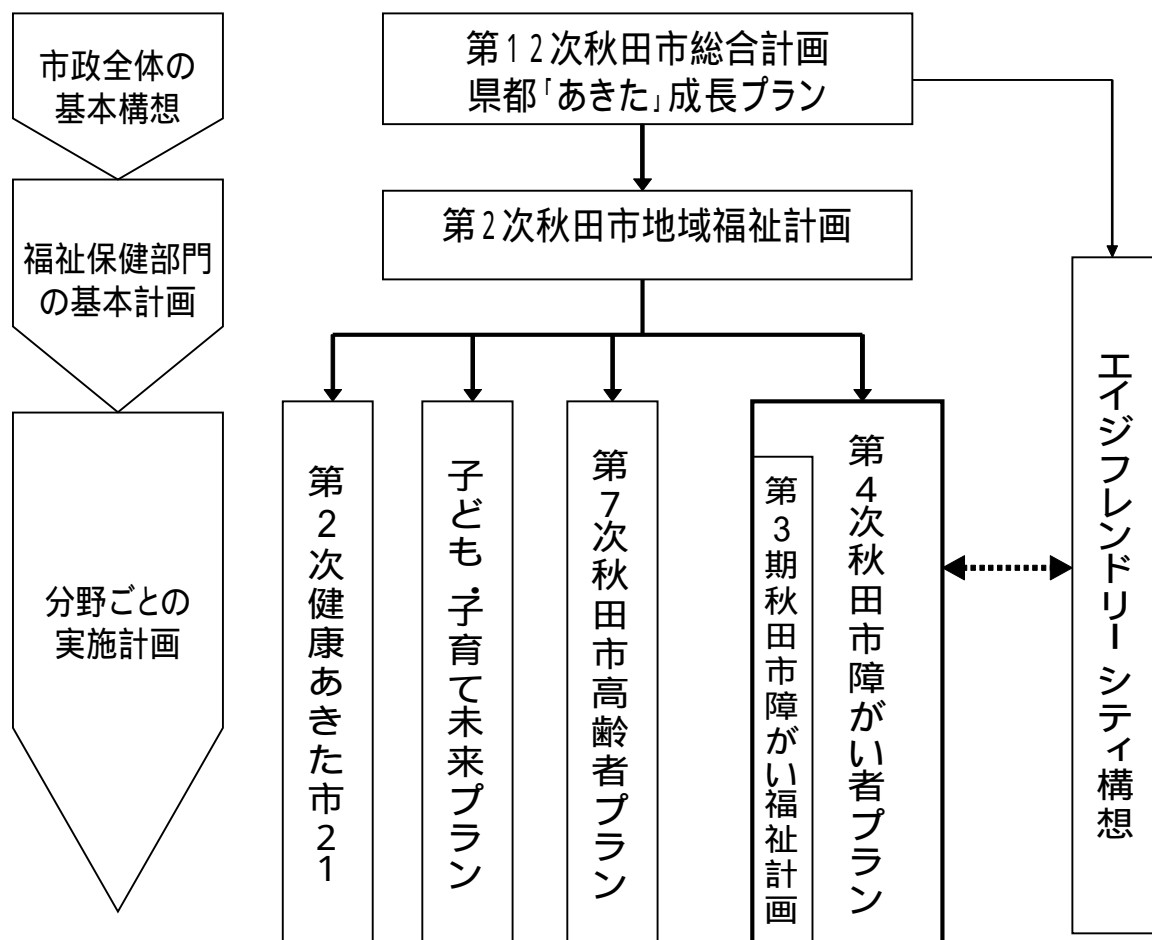 市政全体の
基本構想
第12次秋田市総合計画
県都「あきた」成長プラン
福祉保健部門
の基本計画
第2次秋田市地域福祉計画
分野ごとの
実施計画
第2次健康あきた市21
子ども・子育て未来プラン
第7次秋田市高齢者プラン
第3期秋田市障がい福祉計画
第4次秋田市障がい者プラン
エイジフレンドリーシティ構想